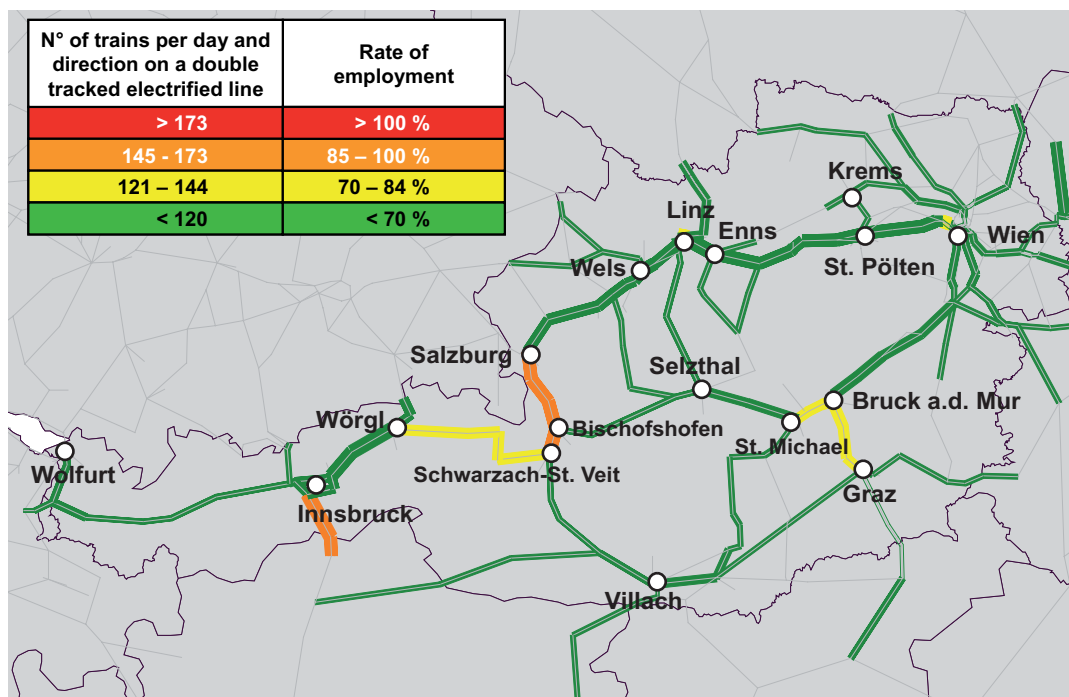 N° of trains per day and
direction on a double
tracked electrified line
Rate of
employment
> 173
> 100 %
145 - 173
85 – 100 %
121 – 144
70 – 84 %
< 120
< 70 %
Krems
Linz
Enns
Wien
St. Pölten
Wels
Salzburg
Selzthal
Bruck a.d. Mur
Wörgl
Bischofshofen
St. Michael
Wolfurt
Schwarzach-St. Veit
Graz
Innsbruck
Villach